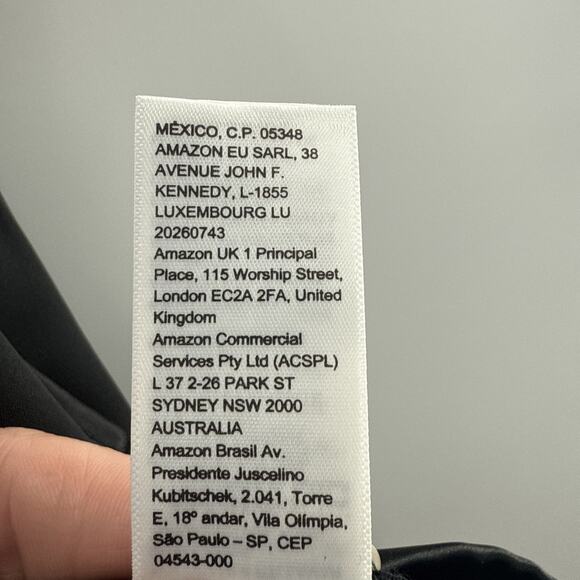 MÉXICO, C.P. 05348
AMAZON EU SARL, 38
AVENUE JOHN F.
KENNEDY, L-1855
LUXEMBOURG LU
20260743
Amazon UK 1 Principal
Place, 115 Worship Street,
London EC2A 2FA, United
Kingdom
Amazon Commercial
Services Pty Ltd (ACSPL)
L 37 2-26 PARK ST
SYDNEY NSW 2000
AUSTRALIA
Amazon Brasil Av.
Presidente Juscelino
Kubitschek, 2.041, Torre
E, 18º andar, Vila Olímpia,
São Paulo – SP, CEP
04543-000